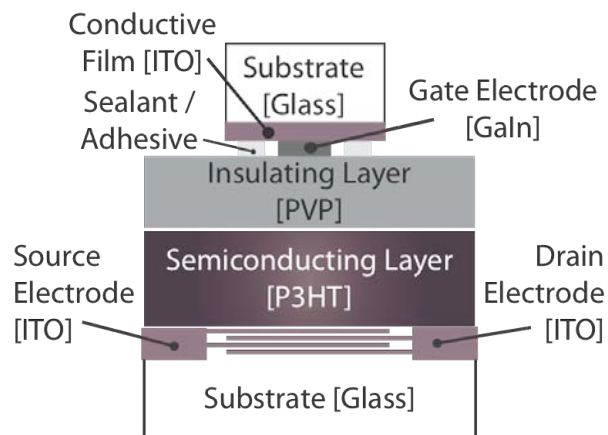 Conductive
Film [ITO]
Sealant /
Adhesive
Substrate
[Glass]
Gate Electrode
[GaIn]
Insulating Layer
[PVP]
Source
Electrode
[ITO]
Semiconducting Layer
[P3HT]
Drain
Electrode
[ITO]
Substrate [Glass]